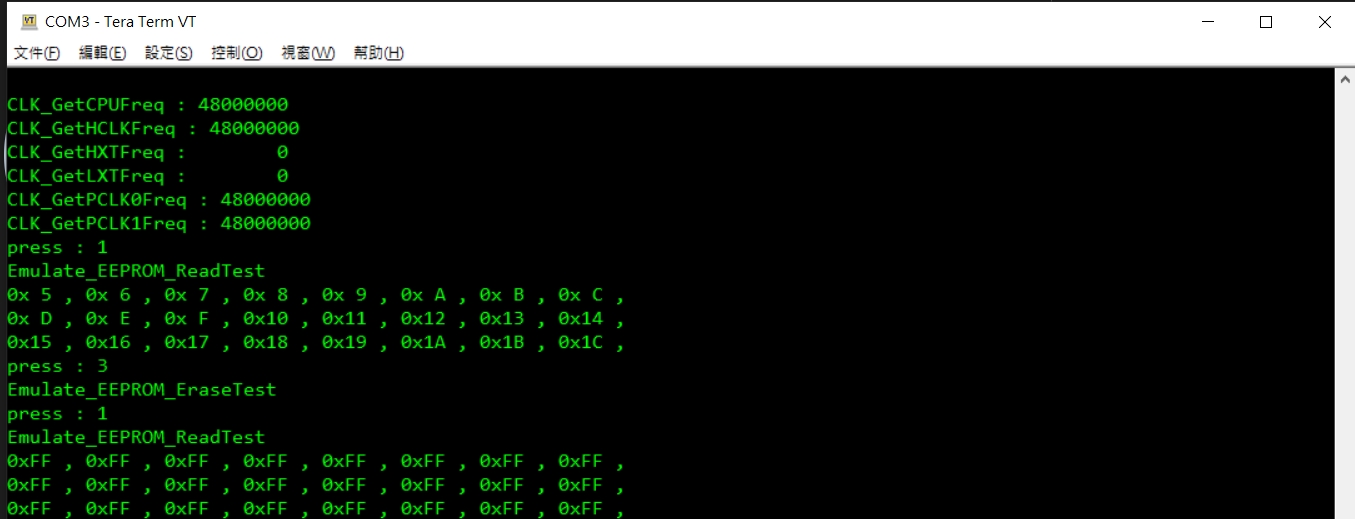 COM3 - Tera Term VT
文件(F) 編輯(E) 設定(S) 控制(O) 視窗(W) 幫助(H)
CLK_GetCPUFreq : 48000000
CLK_GetHCLKFreq : 48000000
CLK_GetHXTFreq :        0
CLK_GetLXTFreq :        0
CLK_GetPCLK0Freq : 48000000
CLK_GetPCLK1Freq : 48000000
press : 1
Emulate_EEPROM_ReadTest
0x 5 , 0x 6 , 0x 7 , 0x 8 , 0x 9 , 0x A , 0x B , 0x C ,
0x D , 0x E , 0x F , 0x10 , 0x11 , 0x12 , 0x13 , 0x14 ,
0x15 , 0x16 , 0x17 , 0x18 , 0x19 , 0x1A , 0x1B , 0x1C ,
press : 3
Emulate_EEPROM_EraseTest
press : 1
Emulate_EEPROM_ReadTest
0xFF , 0xFF , 0xFF , 0xFF , 0xFF , 0xFF , 0xFF , 0xFF ,
0xFF , 0xFF , 0xFF , 0xFF , 0xFF , 0xFF , 0xFF , 0xFF ,
0xFF , 0xFF , 0xFF , 0xFF , 0xFF , 0xFF , 0xFF , 0xFF ,